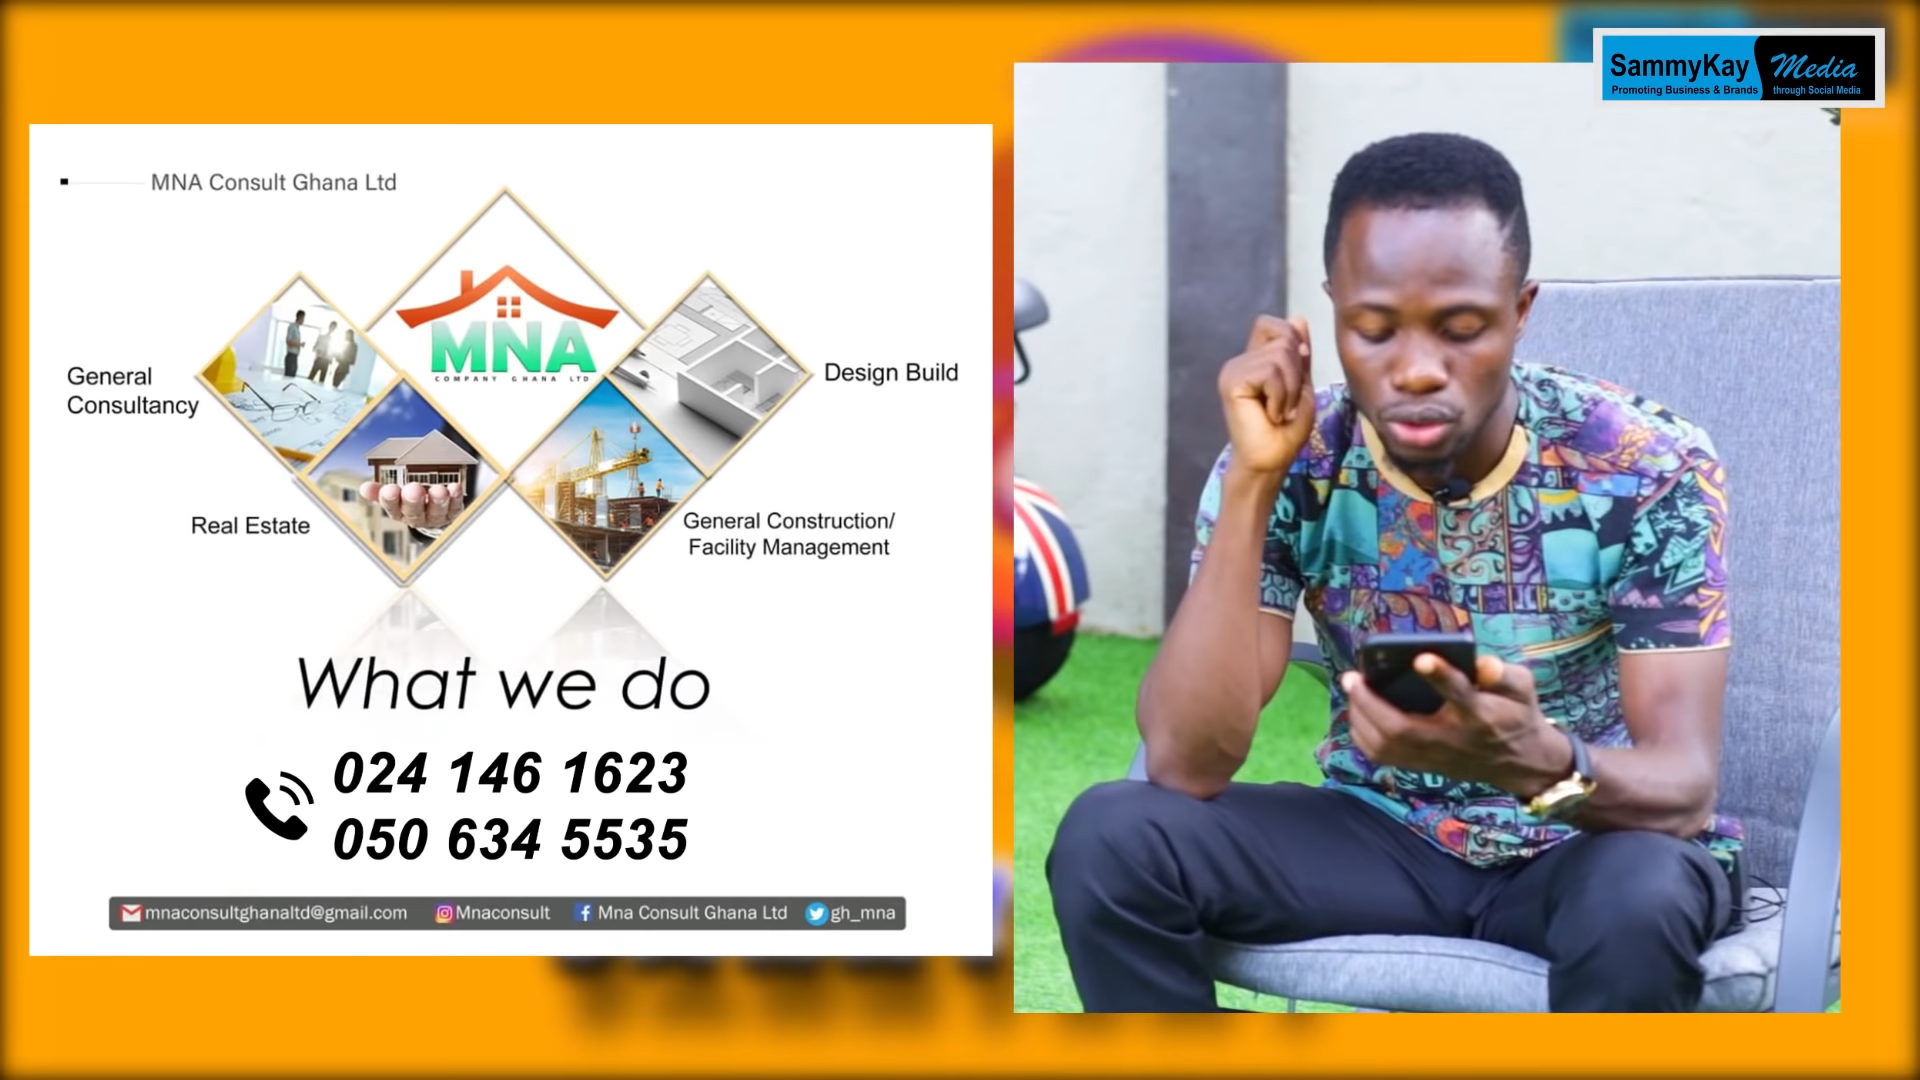 SammyKay Media
Promoting Business & Brands through Social Media
MNA Consult Ghana Ltd
MNA
COMPANY GHANA LTD
General
Consultancy
Design Build
Real Estate
General Construction/
Facility Management
What we do
024 146 1623
050 634 5535
mnaconsultghanaltd@gmail.com Mnaconsult Mna Consult Ghana Ltd gh_mna